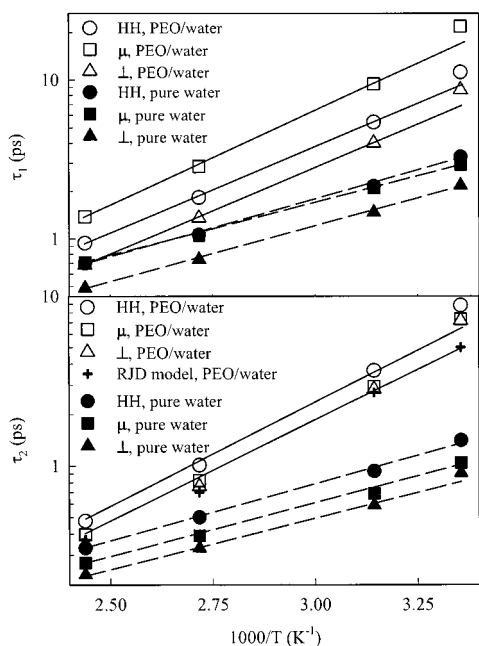 10
1
τ₁ (ps)
HH, PEO/water
μ, PEO/water
⊥, PEO/water
HH, pure water
μ, pure water
⊥, pure water
10
1
τ₂ (ps)
HH, PEO/water
μ, PEO/water
⊥, PEO/water
RJD model, PEO/water
HH, pure water
μ, pure water
⊥, pure water
2.50 2.75 3.00 3.25
1000/T (K⁻¹)